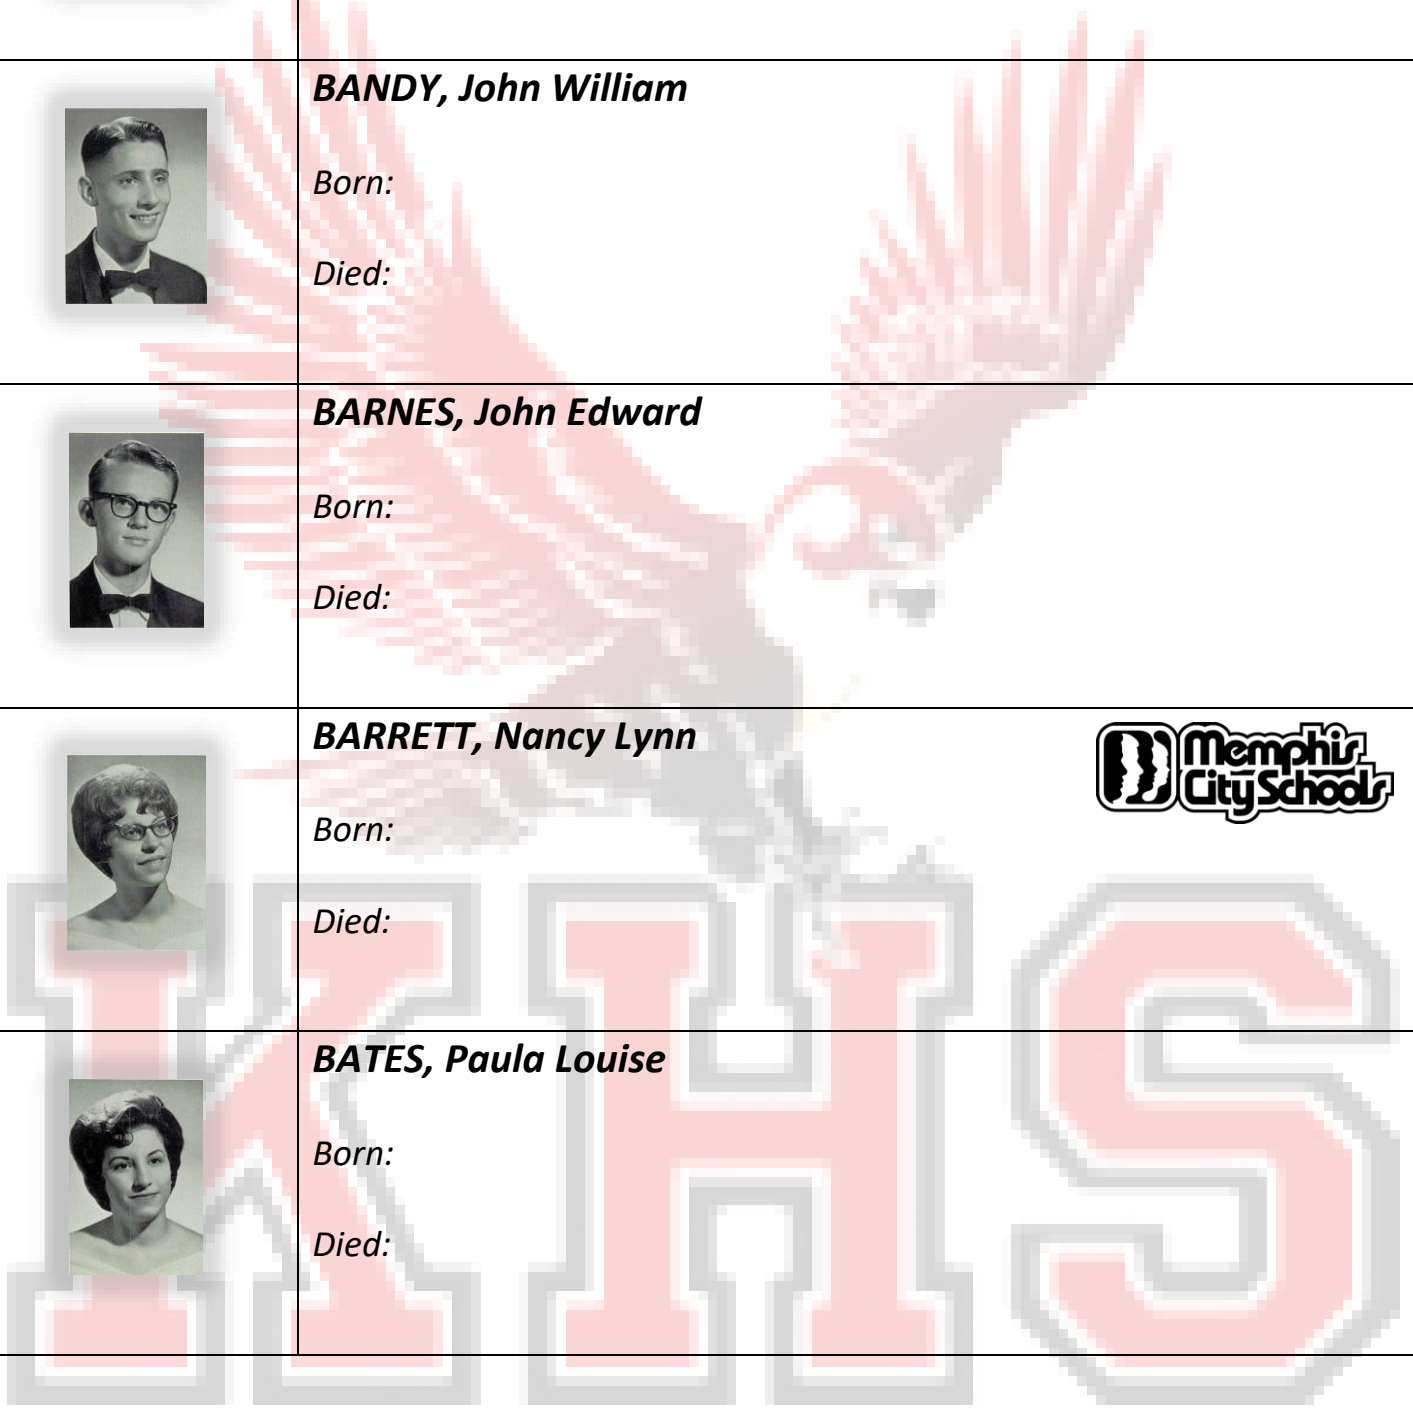 BANDY, John William
Born:
Died:
BARNES, John Edward
Born:
Died:
BARRETT, Nancy Lynn
Memphis
City Schools
Born:
Died:
BATES, Paula Louise
Born:
Died:
KHS